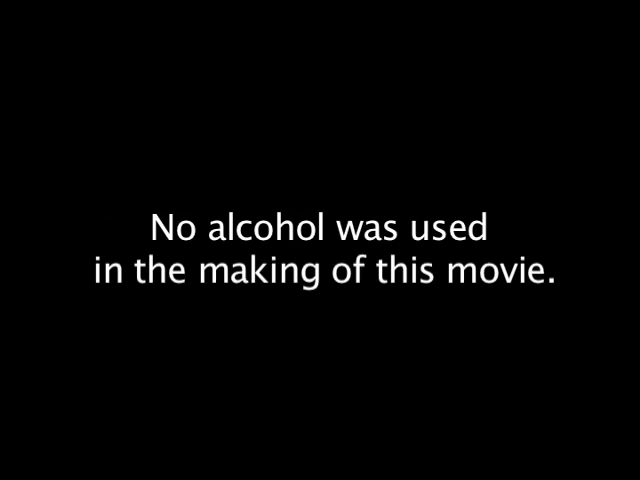 No alcohol was used
in the making of this movie.